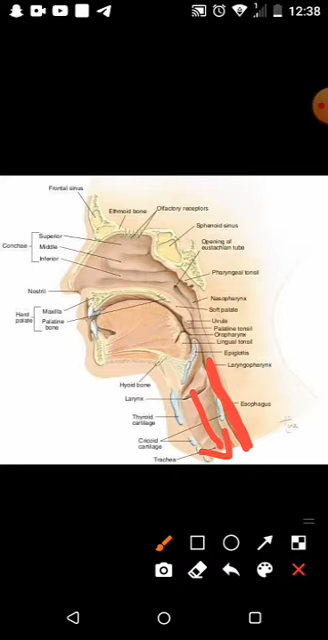 12:38
Frontal sinus
Ethmoid bone
Olfactory receptors
Sphenoid sinus
Conchae
Superior
Middle
Inferior
Opening of
eustachian tube
Pharyngeal tonsil
Nostril
Nasopharynx
Hard
palate
Maxilla
Palatine
bone
Soft palate
Uvula
Palatine tonsil
Oropharynx
Lingual tonsil
Epiglottis
Laryngopharynx
Hyoid bone
Larynx
Esophagus
Thyroid
cartilage
Cricoid
cartilage
Trachea